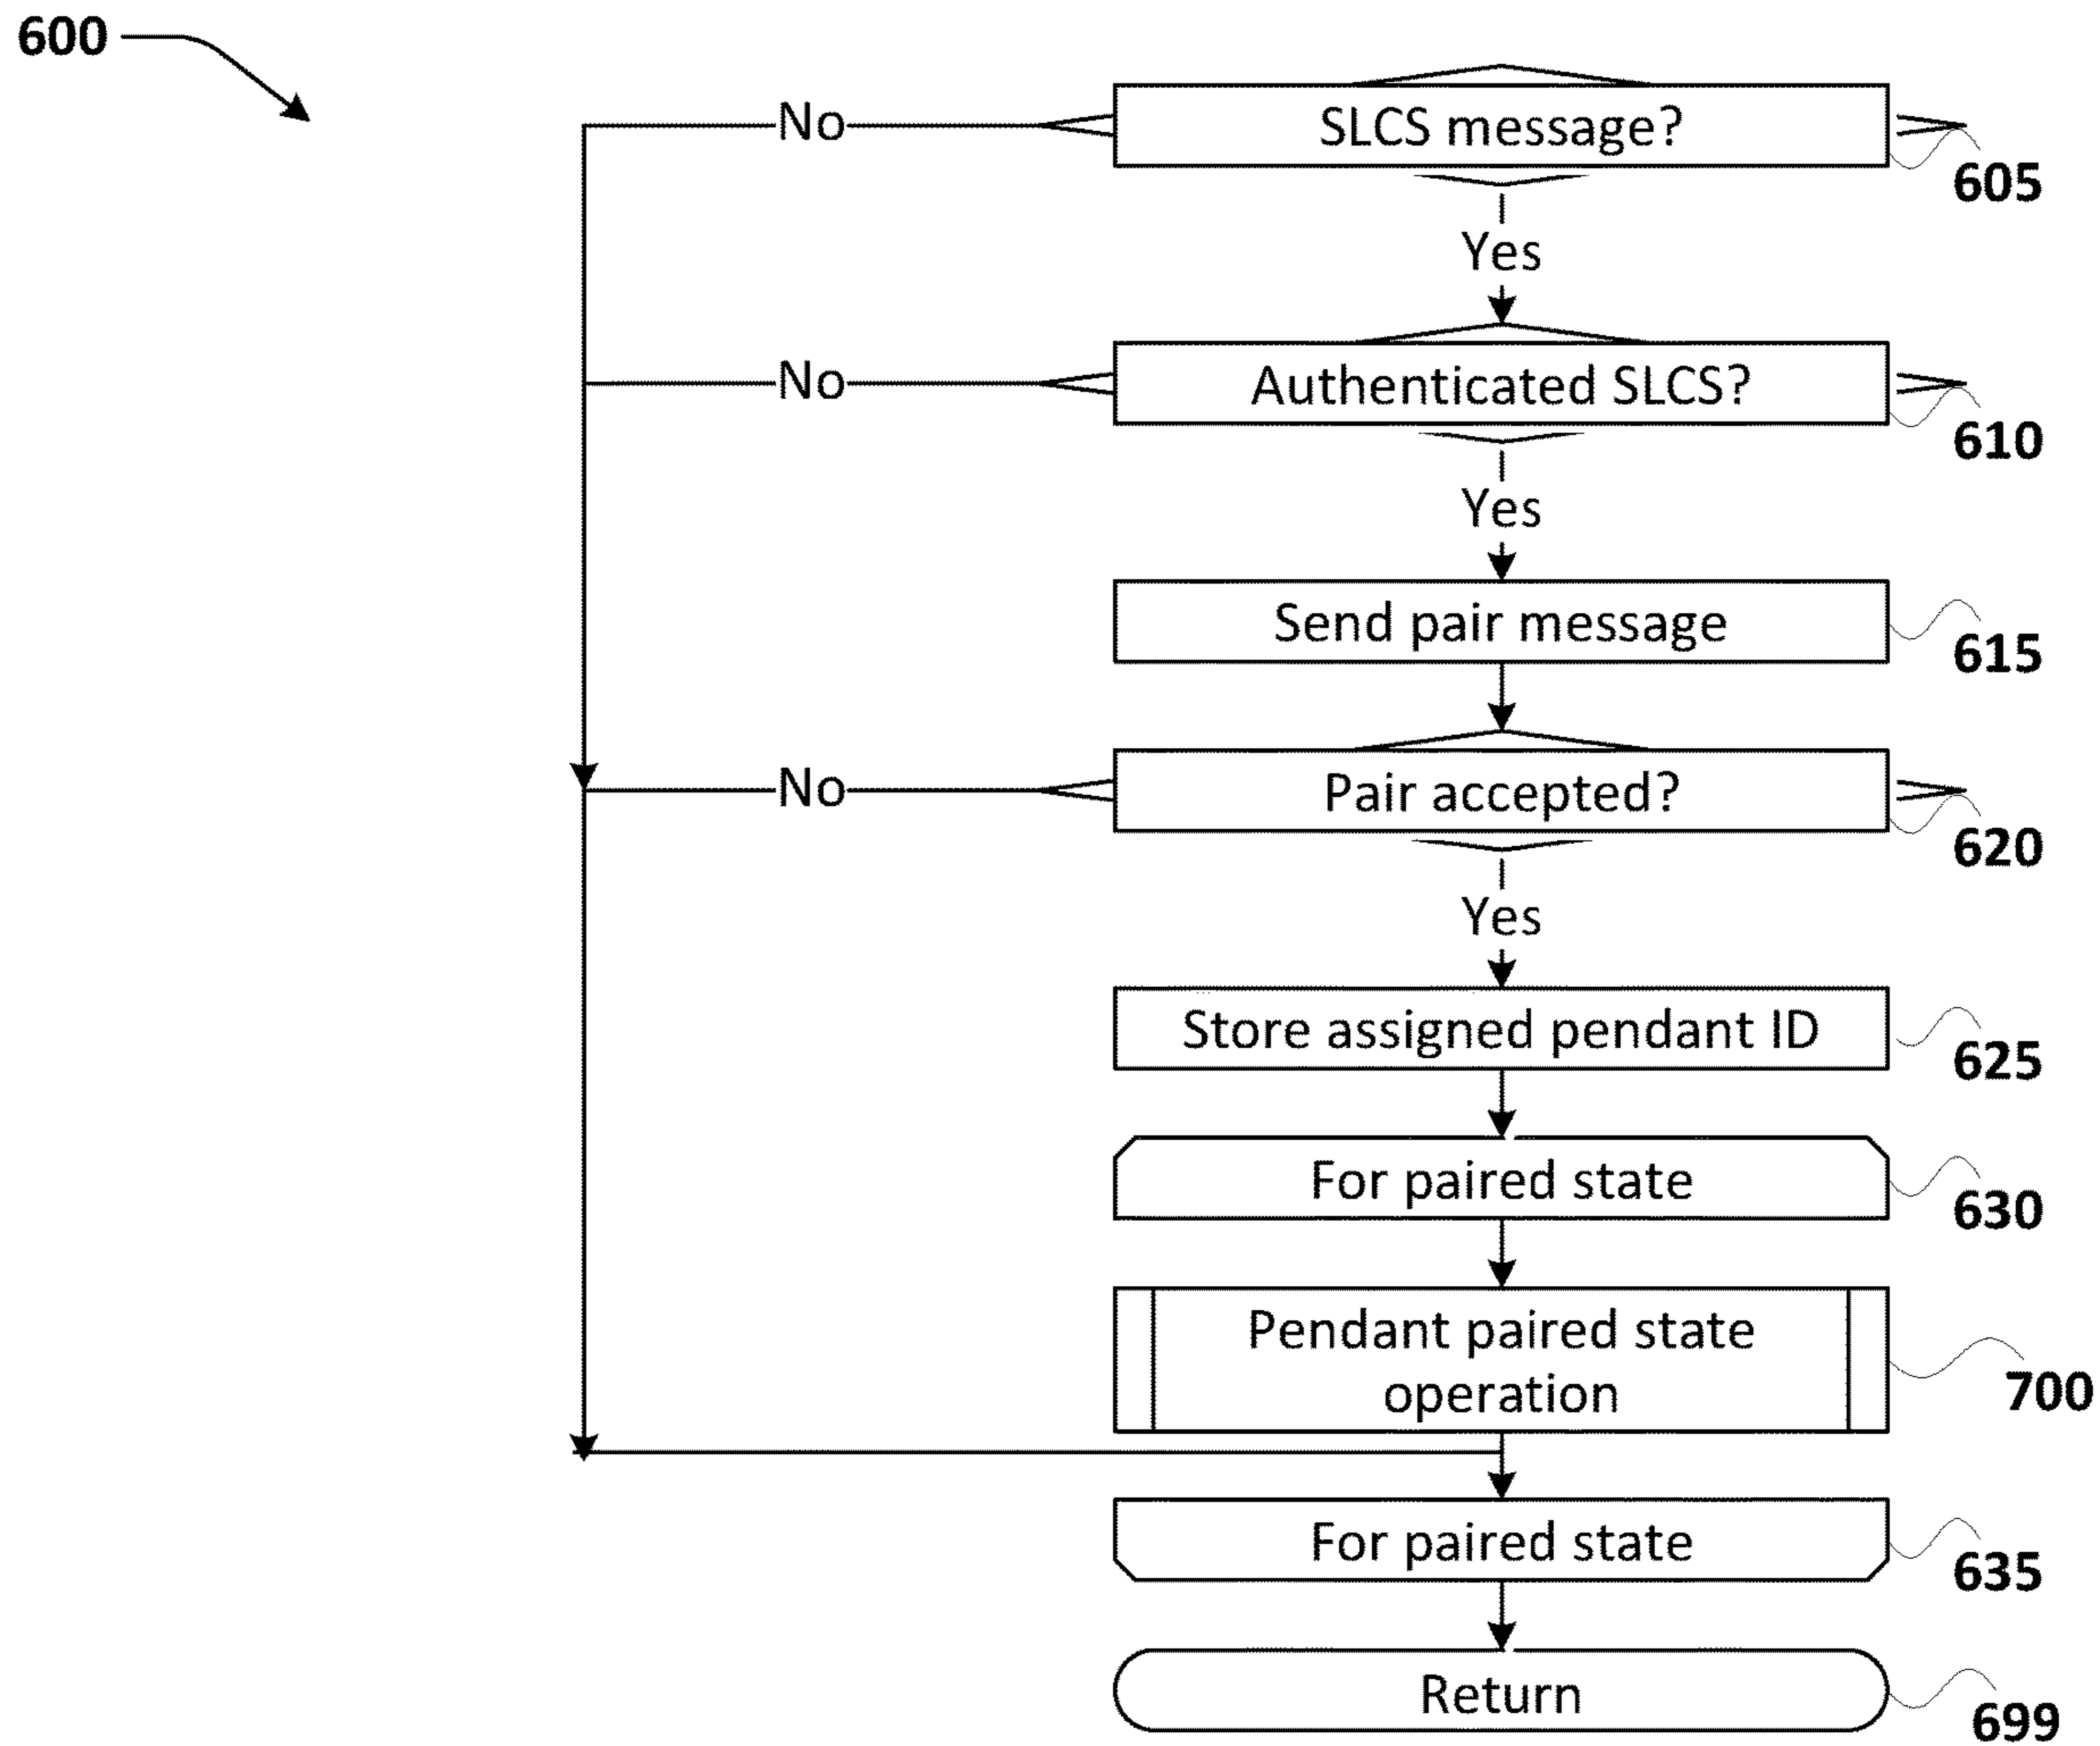 600
No
SLCS message?
605
Yes
No
Authenticated SLCS?
610
Yes
Send pair message
615
No
Pair accepted?
620
Yes
Store assigned pendant ID
625
For paired state
630
Pendant paired state
operation
700
For paired state
635
Return
699